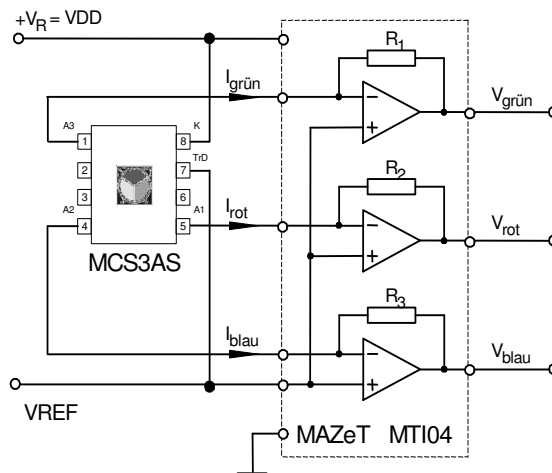 +VR = VDD
R1
Igrün
Vgrün
A3
K
1
8
TrD
2
7
3
6
A2
A1
4
5
Irot
R2
Vrot
MCS3AS
R3
Iblau
Vblau
VREF
MAZeT MTI04